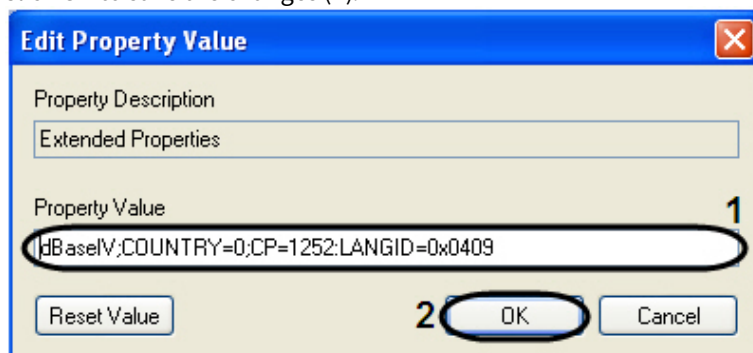 Edit Property Value
Property Description
Extended Properties
Property Value
1
dBaseIV;COUNTRY=0;CP=1252:LANGID=0x0409
Reset Value 2 OK Cancel